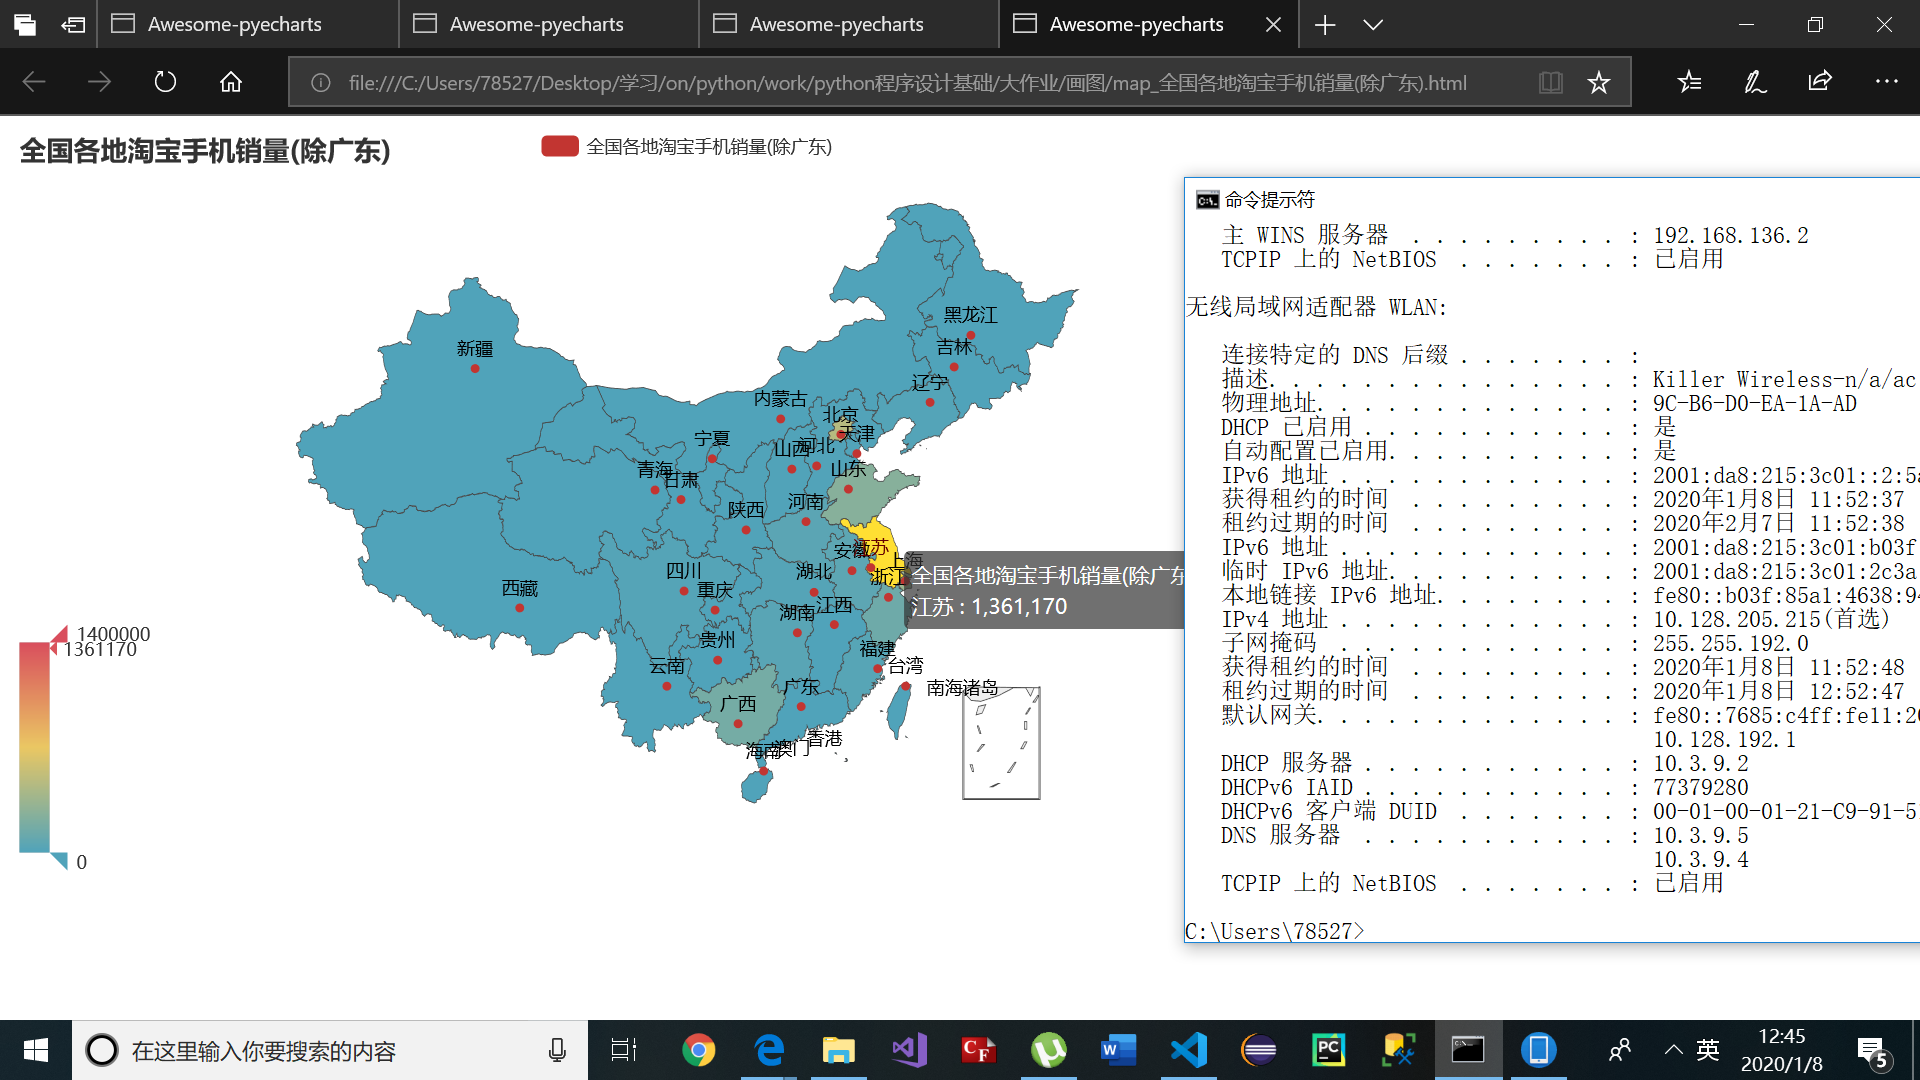 Awesome-pyecharts
Awesome-pyecharts
Awesome-pyecharts
Awesome-pyecharts
file:///C:/Users/78527/Desktop/学习/on/python/work/python程序设计基础/大作业/画图/map_全国各地淘宝手机销量(除广东).html
全国各地淘宝手机销量(除广东)
全国各地淘宝手机销量(除广东)
黑龙江
吉林
辽宁
新疆
内蒙古
北京
天津
宁夏
山西
河北
山东
青海
甘肃
河南
陕西
安徽
江苏
上海
浙江
四川
湖北
重庆
西藏
湖南
江西
贵州
福建
云南
台湾
广东
南海诸岛
广西
香港
澳门
海南
全国各地淘宝手机销量(除广东
江苏 : 1,361,170
1400000
1361170
0
命令提示符
主 WINS 服务器 . . . . . . . . . : 192.168.136.2
TCPIP 上的 NetBIOS . . . . . . . : 已启用
无线局域网适配器 WLAN:
连接特定的 DNS 后缀 . . . . . . . :
描述. . . . . . . . . . . . . . . : Killer Wireless-n/a/ac
物理地址. . . . . . . . . . . . . : 9C-B6-D0-EA-1A-AD
DHCP 已启用 . . . . . . . . . . . : 是
自动配置已启用. . . . . . . . . . : 是
IPv6 地址 . . . . . . . . . . . . : 2001:da8:215:3c01::2:5a
获得租约的时间 . . . . . . . . . : 2020年1月8日 11:52:37
租约过期的时间 . . . . . . . . . : 2020年2月7日 11:52:38
IPv6 地址 . . . . . . . . . . . . : 2001:da8:215:3c01:b03f
临时 IPv6 地址. . . . . . . . . . : 2001:da8:215:3c01:2c3a
本地链接 IPv6 地址. . . . . . . . : fe80::b03f:85a1:4638:94
IPv4 地址 . . . . . . . . . . . . : 10.128.205.215(首选)
子网掩码 . . . . . . . . . . . . : 255.255.192.0
获得租约的时间 . . . . . . . . . : 2020年1月8日 11:52:48
租约过期的时间 . . . . . . . . . : 2020年1月8日 12:52:47
默认网关. . . . . . . . . . . . . : fe80::7685:c4ff:fe11:20
10.128.192.1
DHCP 服务器 . . . . . . . . . . . : 10.3.9.2
DHCPv6 IAID . . . . . . . . . . . : 77379280
DHCPv6 客户端 DUID . . . . . . . : 00-01-00-01-21-C9-91-51
DNS 服务器 . . . . . . . . . . . : 10.3.9.5
10.3.9.4
TCPIP 上的 NetBIOS . . . . . . . : 已启用
C:\Users\78527>
在这里输入你要搜索的内容
英
12:45
2020/1/8
5